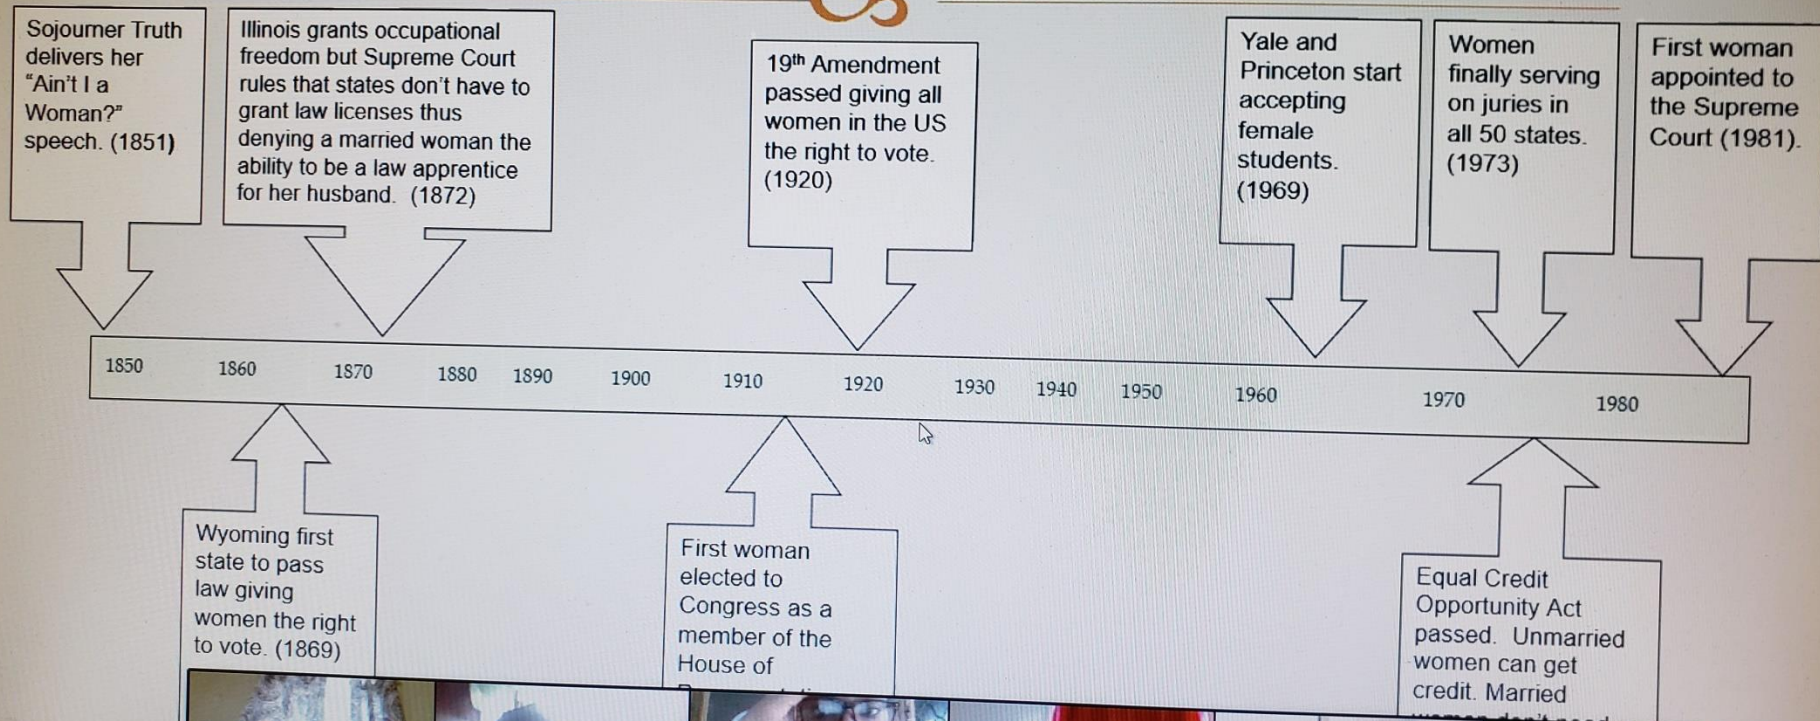 Sojourner Truth
delivers her
“Ain’t I a
Woman?”
speech. (1851)
Illinois grants occupational
freedom but Supreme Court
rules that states don’t have to
grant law licenses thus
denying a married woman the
ability to be a law apprentice
for her husband. (1872)
19th Amendment
passed giving all
women in the US
the right to vote.
(1920)
Yale and
Princeton start
accepting
female
students.
(1969)
Women
finally serving
on juries in
all 50 states.
(1973)
First woman
appointed to
the Supreme
Court (1981).
1850 1860 1870 1880 1890 1900 1910 1920 1930 1940 1950 1960 1970 1980
Wyoming first
state to pass
law giving
women the right
to vote. (1869)
First woman
elected to
Congress as a
member of the
House of
Equal Credit
Opportunity Act
passed. Unmarried
women can get
credit. Married